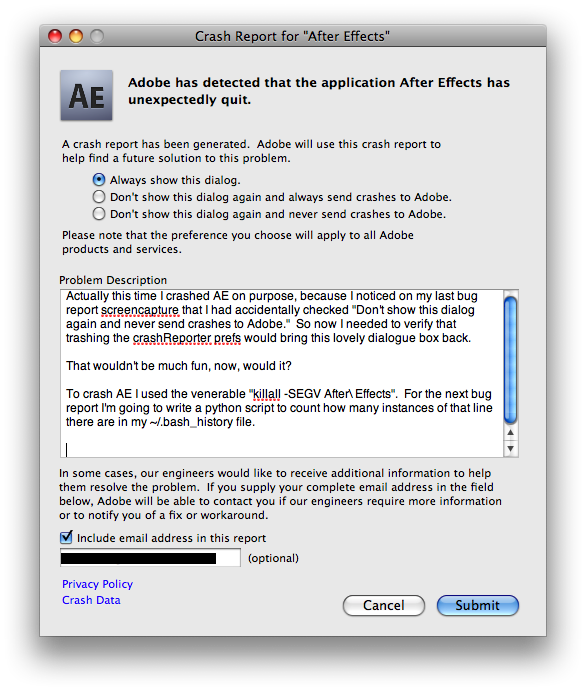 Crash Report for "After Effects"
AE
Adobe has detected that the application After Effects has
unexpectedly quit.
A crash report has been generated.  Adobe will use this crash report to
help find a future solution to this problem.
Always show this dialog.
Don't show this dialog again and always send crashes to Adobe.
Don't show this dialog again and never send crashes to Adobe.
Please note that the preference you choose will apply to all Adobe
products and services.
Problem Description
Actually this time I crashed AE on purpose, because I noticed on my last bug
report screencapture that I had accidentally checked "Don't show this dialog
again and never send crashes to Adobe."  So now I needed to verify that
trashing the crashReporter prefs would bring this lovely dialogue box back.
That wouldn't be much fun, now, would it?
To crash AE I used the venerable "killall -SEGV After\ Effects".  For the next bug
report I'm going to write a python script to count how many instances of that line
there are in my ~/.bash_history file.
In some cases, our engineers would like to receive additional information to help
them resolve the problem.  If you supply your complete email address in the field
below, Adobe will be able to contact you if our engineers require more information
or to notify you of a fix or workaround.
Include email address in this report
(optional)
Privacy Policy
Crash Data
Cancel
Submit